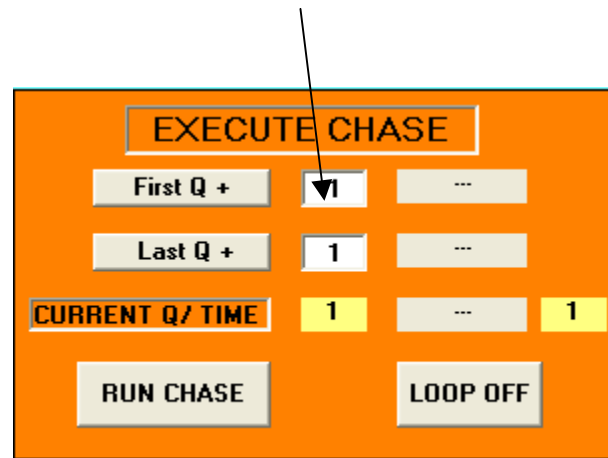 EXECUTE CHASE
First Q + 1 ---
Last Q + 1 ---
CURRENT Q/ TIME 1 --- 1
RUN CHASE LOOP OFF